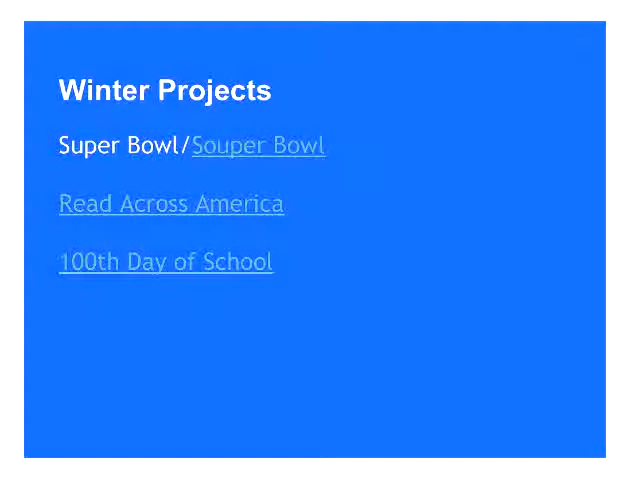 Winter Projects
Super Bowl/Souper Bowl
Read Across America
100th Day of School